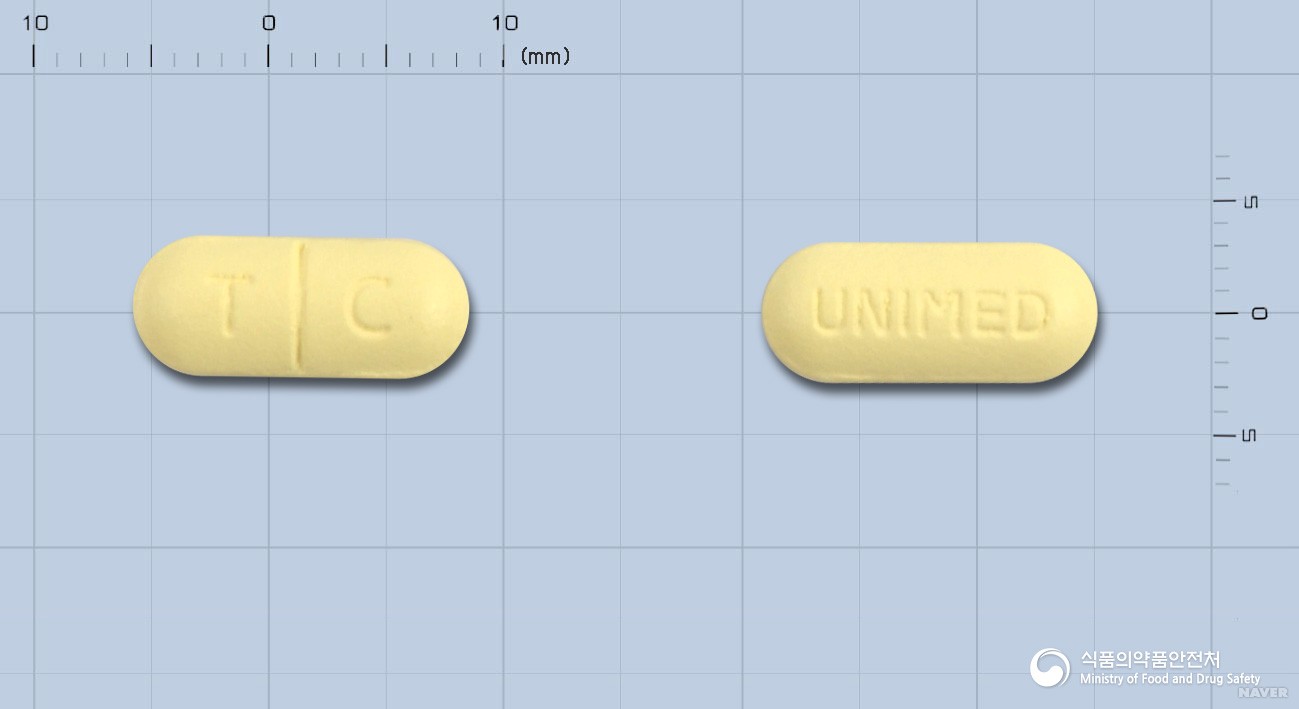 10 0 10 (mm)
5
0
5
T C
UNIMED
식품의약품안전처
Ministry of Food and Drug Safety
NAVER